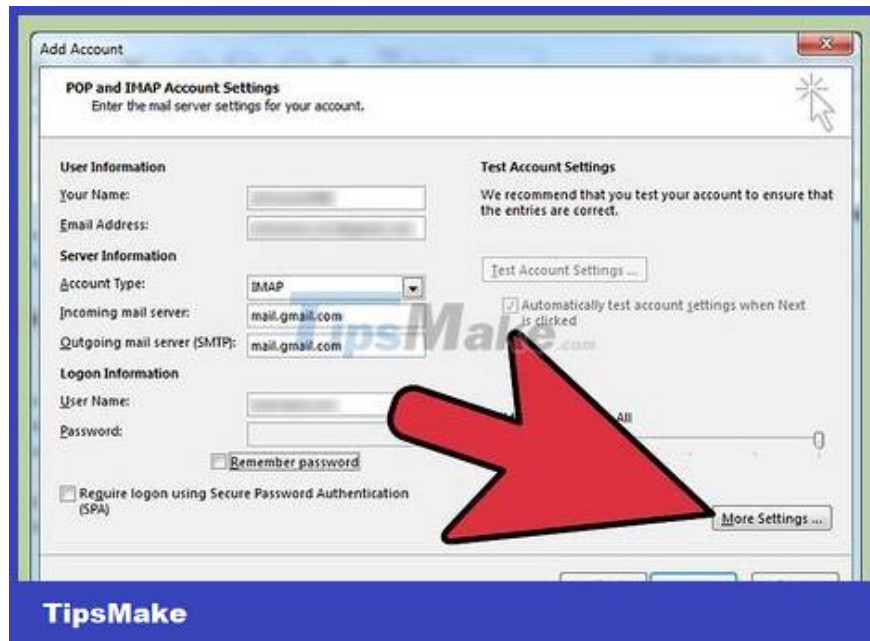 Add Account
POP and IMAP Account Settings
Enter the mail server settings for your account.
User Information
Your Name:
Email Address:
Server Information
Account Type:
IMAP
Incoming mail server:
mail.gmail.com
Outgoing mail server (SMTP):
mail.gmail.com
Logon Information
User Name:
Password:
Remember password
Require logon using Secure Password Authentication
(SPA)
Test Account Settings
We recommend that you test your account to ensure that
the entries are correct.
Test Account Settings ...
Automatically test account settings when Next
is clicked
All
More Settings ...
TipsMake.com
TipsMake